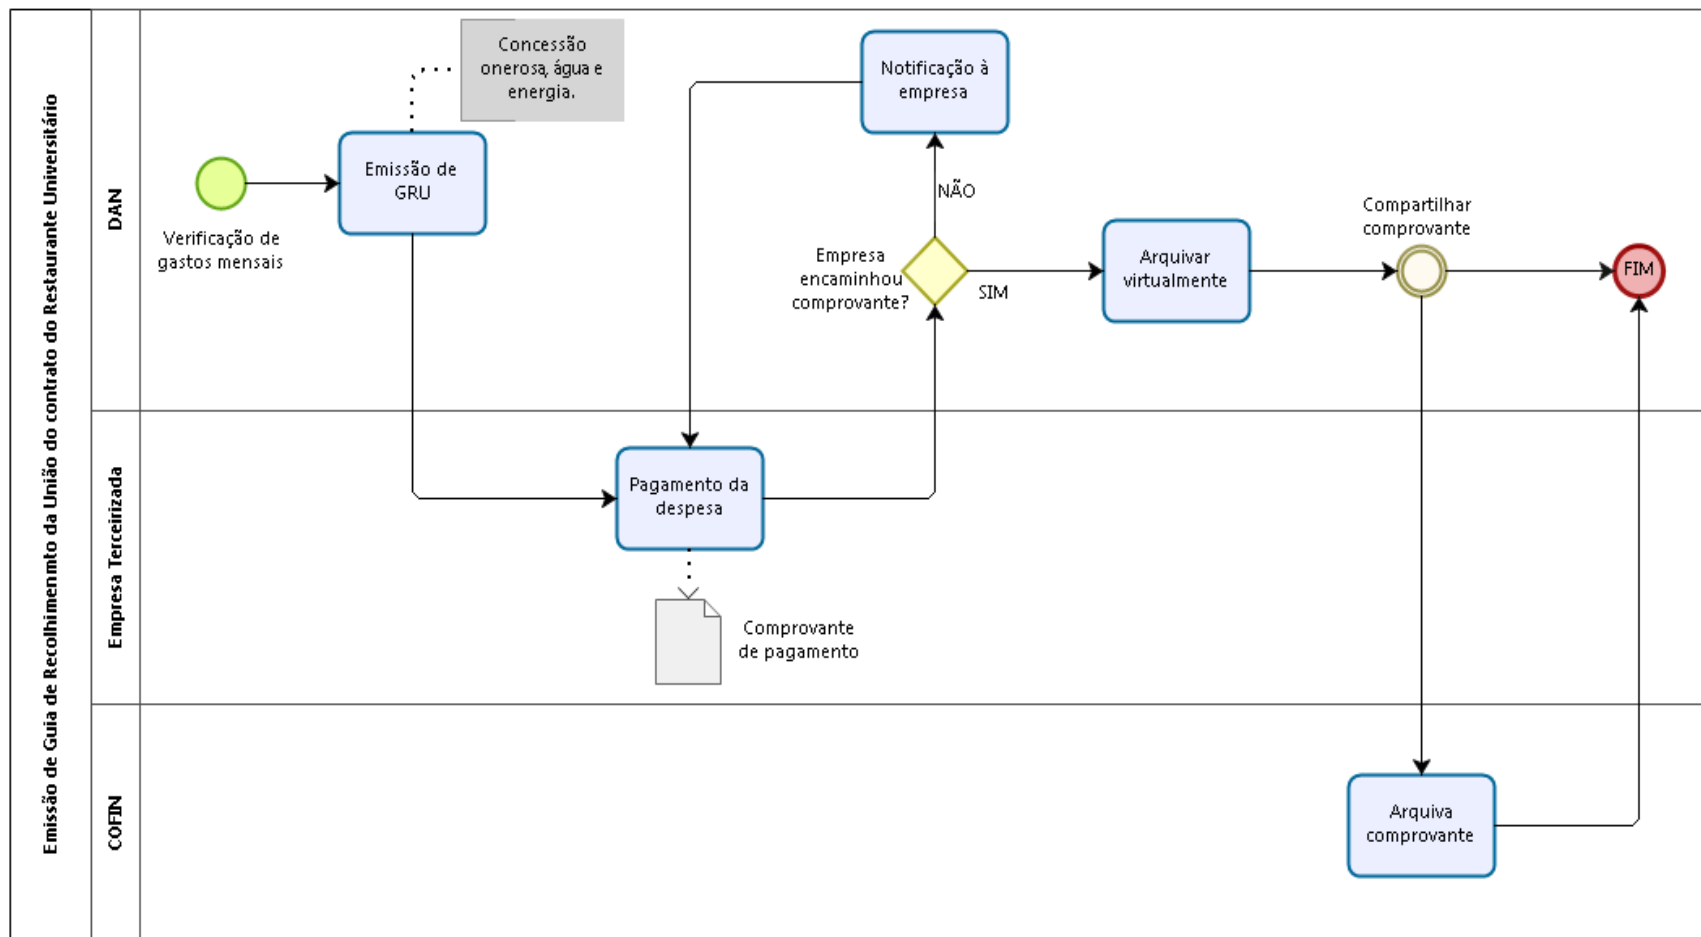 Emissão de Guia de Recolhimenmto da União do contrato do Restaurante Universitário
DAN
Concessão
onerosa, água e
energia.
Emissão de
GRU
Verificação de
gastos mensais
Notificação à
empresa
NÃO
Empresa
encaminhou
comprovante?
SIM
Arquivar
virtualmente
Compartilhar
comprovante
FIM
Empresa Terceirizada
Pagamento da
despesa
Comprovante
de pagamento
COFIN
Arquiva
comprovante